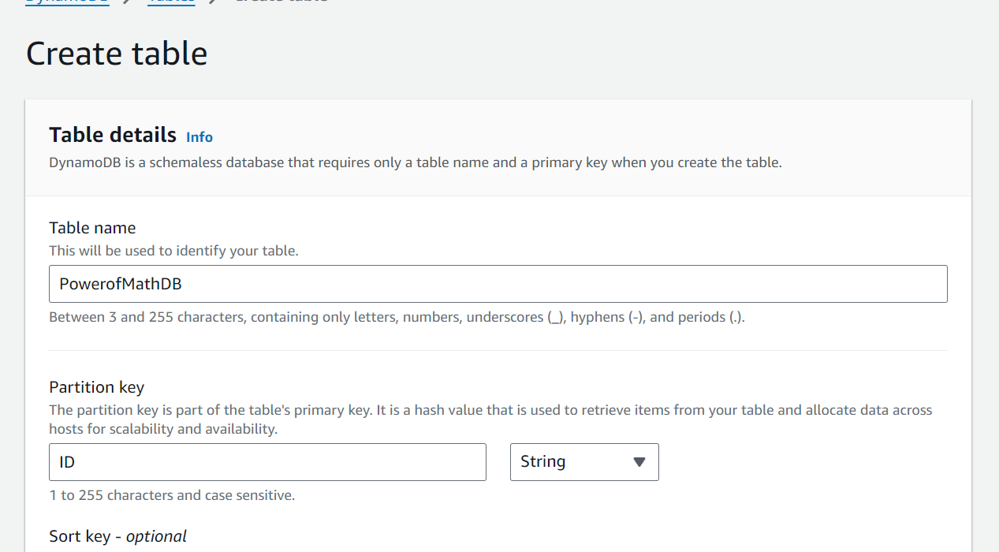 DynamoDB > Tables > Create table
Create table
Table details Info
DynamoDB is a schemaless database that requires only a table name and a primary key when you create the table.
Table name
This will be used to identify your table.
PowerofMathDB
Between 3 and 255 characters, containing only letters, numbers, underscores (_), hyphens (-), and periods (.).
Partition key
The partition key is part of the table's primary key. It is a hash value that is used to retrieve items from your table and allocate data across
hosts for scalability and availability.
ID String
1 to 255 characters and case sensitive.
Sort key - optional